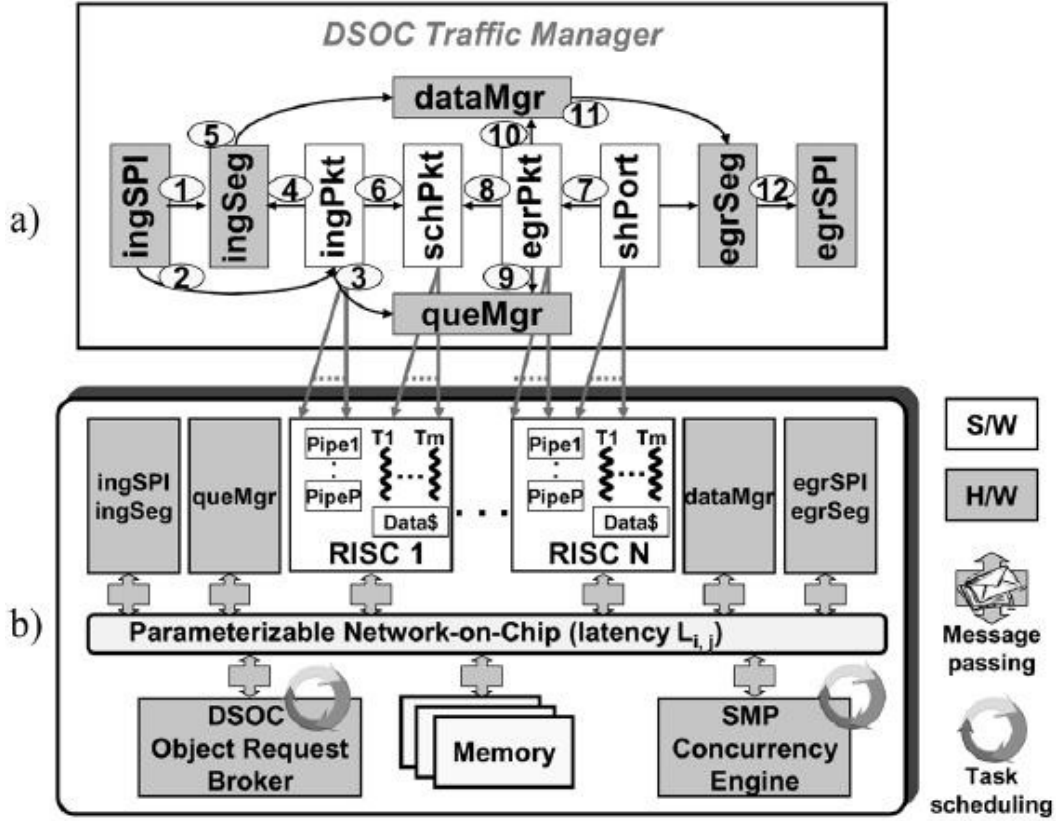 DSOC Traffic Manager
dataMgr
11
5
10
ingSPI
1
ingSeg
4
ingPkt
6
schPkt
8
egrPkt
7
shPort
egrSeg
12
egrSPI
a)
2
3
9
queMgr
ingSPI
ingSeg
queMgr
Pipe1
PipeP
T1 Tm
Data$
RISC 1
Pipe1
PipeP
T1 Tm
Data$
RISC N
dataMgr
egrSPI
egrSeg
S/W
H/W
b)
Parameterizable Network-on-Chip (latency Li, j)
Message
passing
DSOC
Object Request
Broker
Memory
SMP
Concurrency
Engine
Task
scheduling